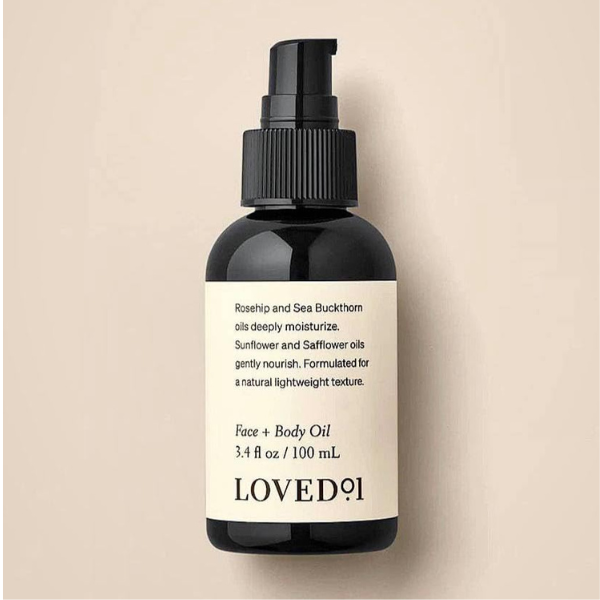 Rosehip and Sea Buckthorn
oils deeply moisturize.
Sunflower and Safflower oils
gently nourish. Formulated for
a natural lightweight texture.
Face + Body Oil
3.4 fl oz / 100 mL
LOVED01